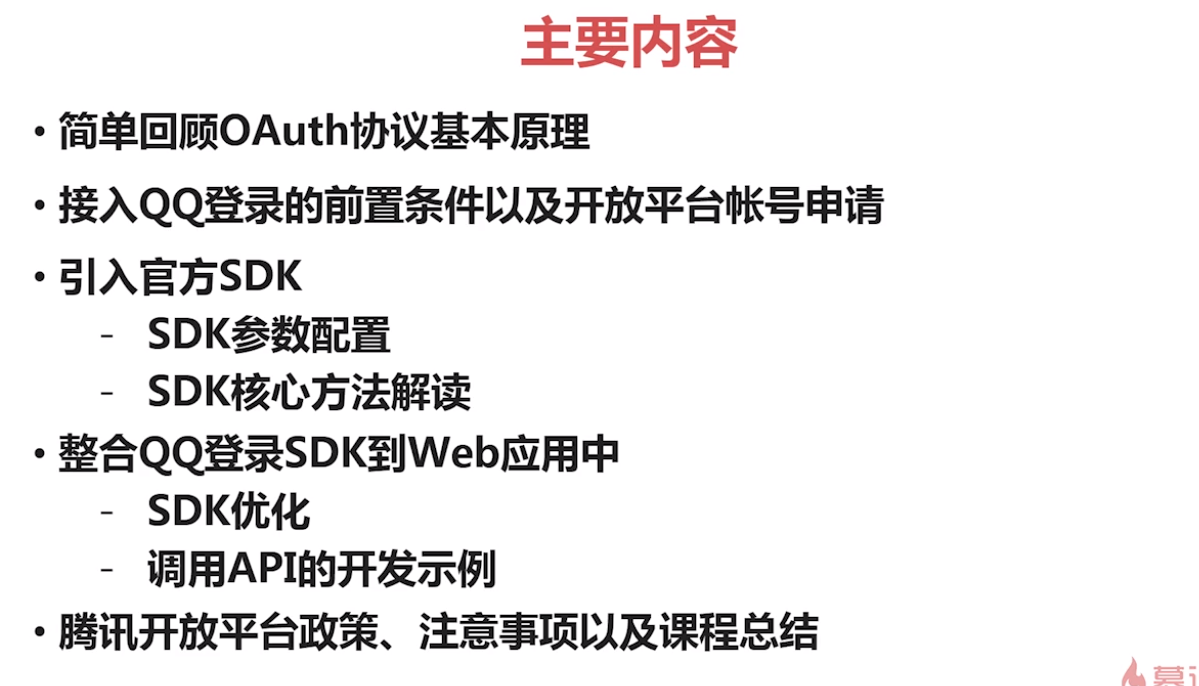 主要内容
• 简单回顾OAuth协议基本原理
• 接入QQ登录的前置条件以及开放平台帐号申请
• 引入官方SDK
- SDK参数配置
- SDK核心方法解读
• 整合QQ登录SDK到Web应用中
- SDK优化
- 调用API的开发示例
• 腾讯开放平台政策、注意事项以及课程总结